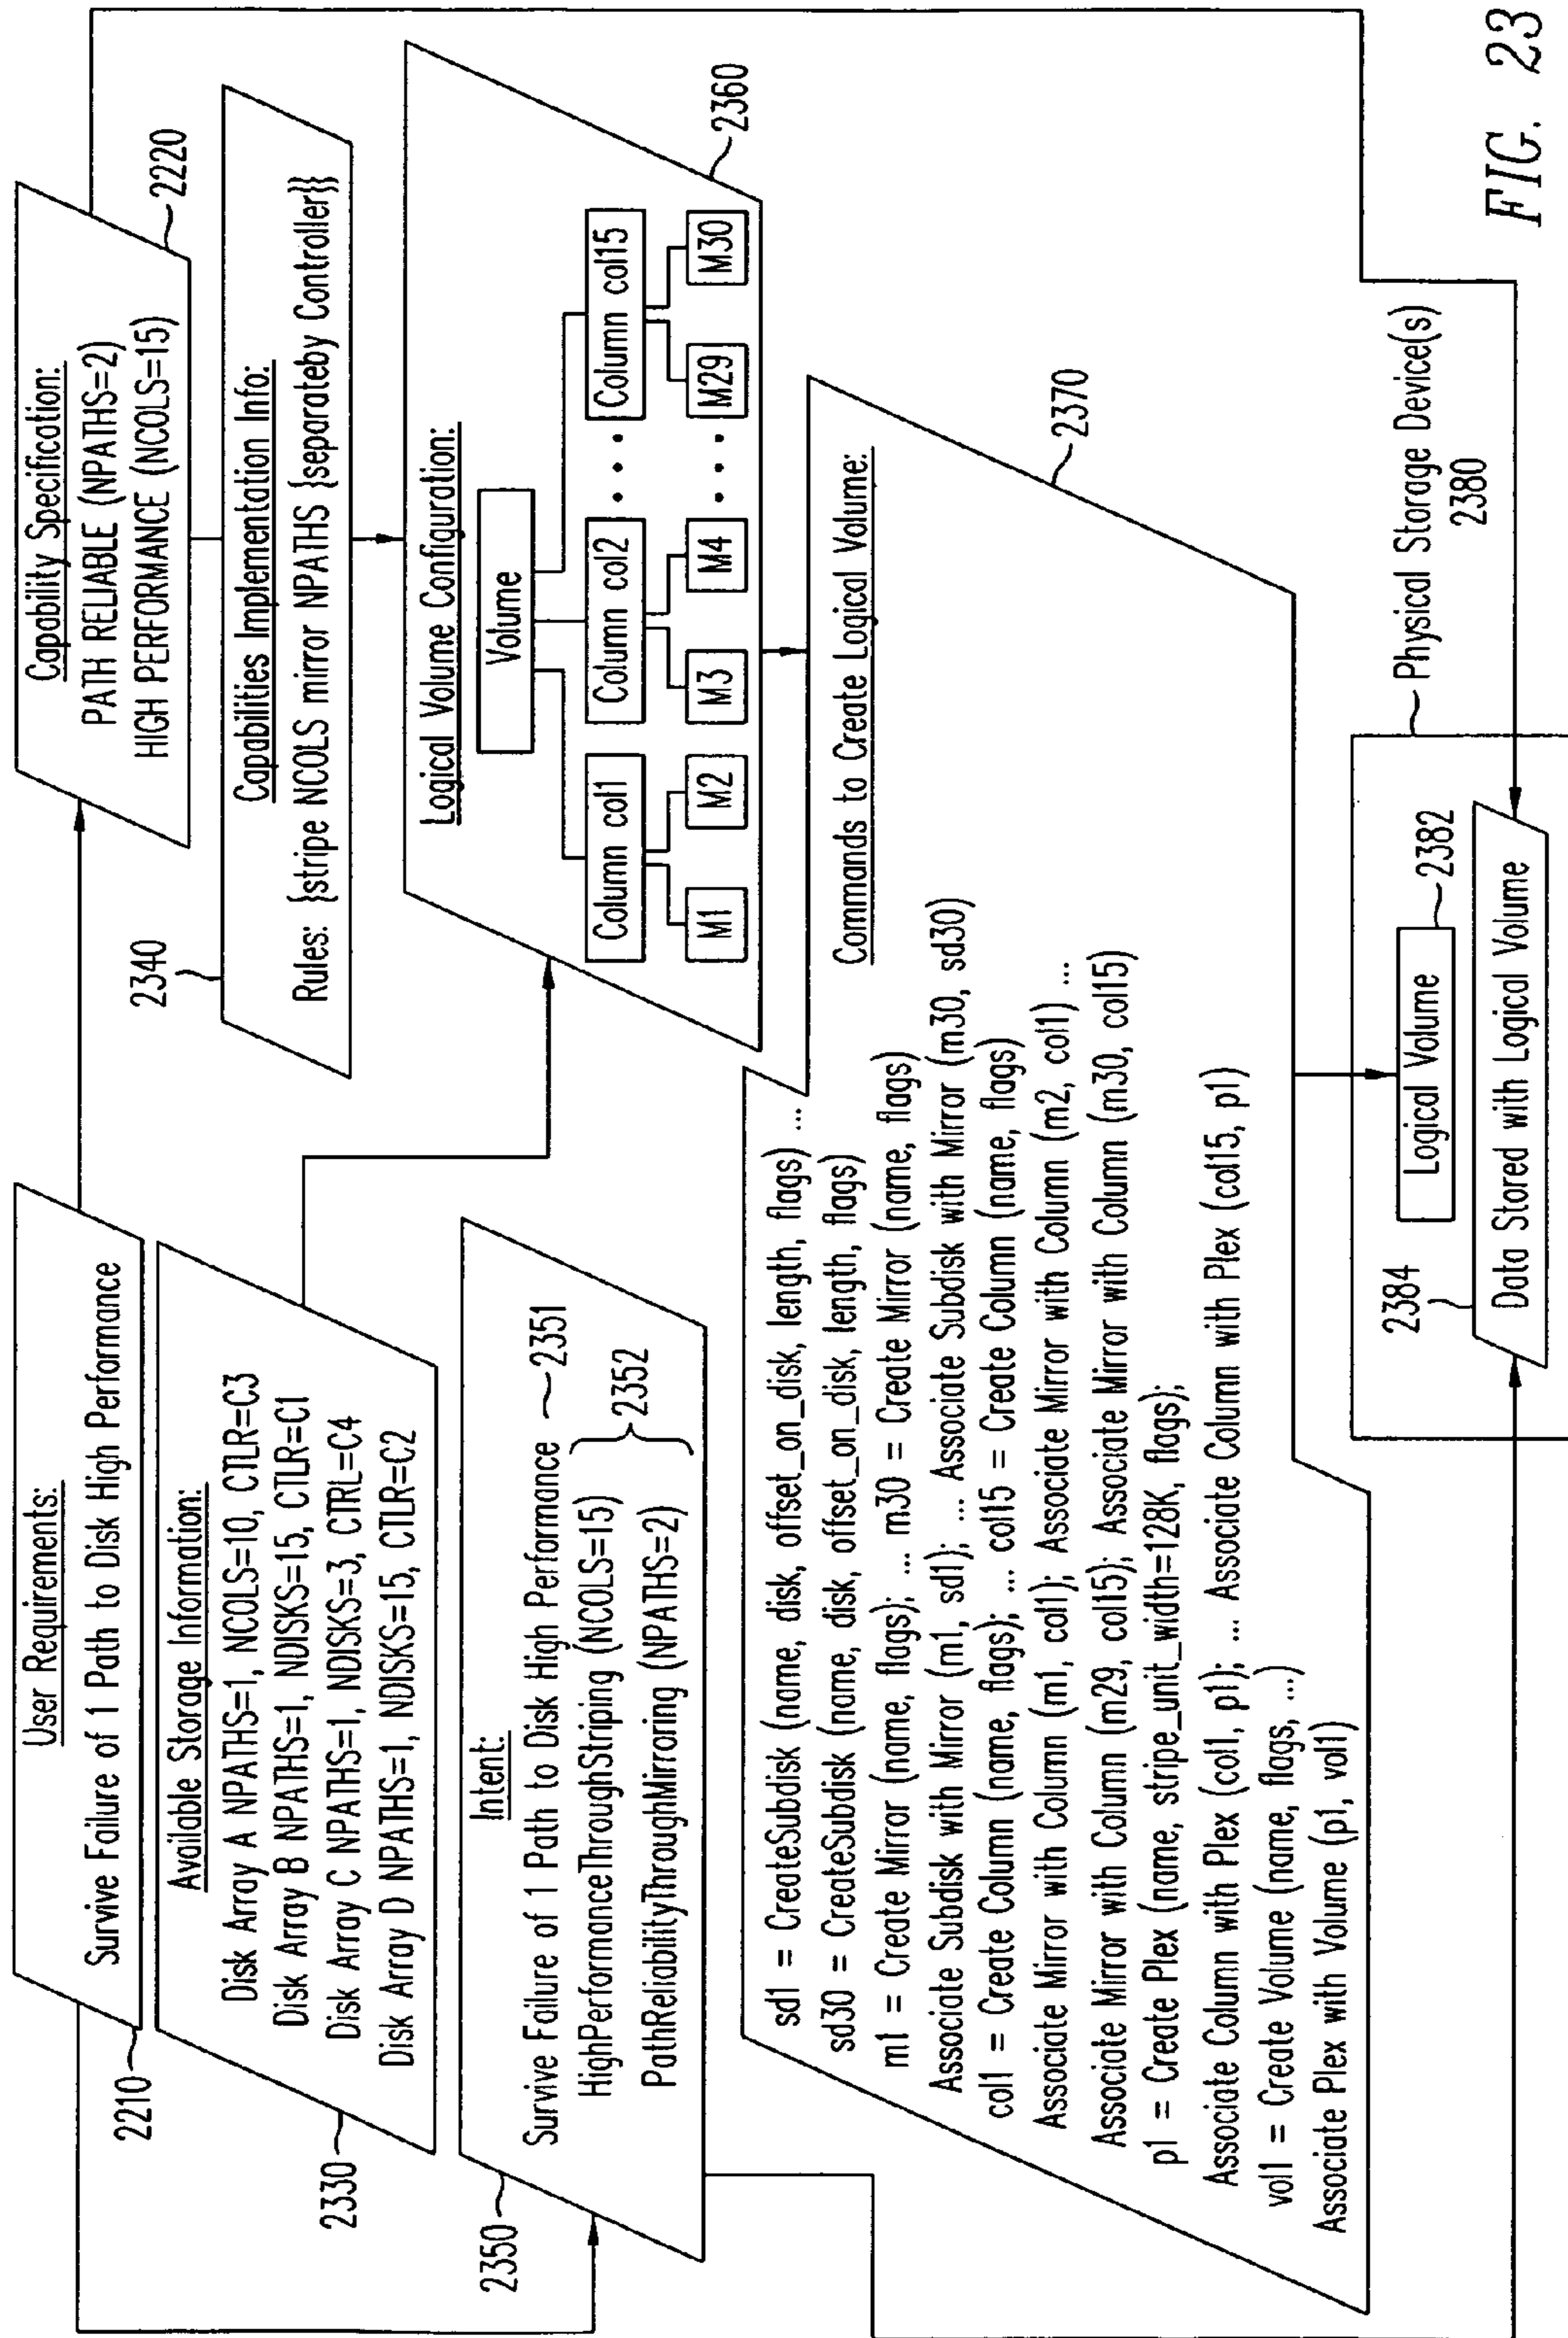 User Requirements:
Survive Failure of 1 Path to Disk High Performance
2210
Available Storage Information:
Disk Array A NPATHS=1, NCOLS=10, CTLR=C3
Disk Array B NPATHS=1, NDISKS=15, CTLR=C1
Disk Array C NPATHS=1, NDISKS=3, CTRL=C4
Disk Array D NPATHS=1, NDISKS=15, CTLR=C2
2330
Intent:
Survive Failure of 1 Path to Disk High Performance
2351
HighPerformanceThroughStriping (NCOLS=15)
PathReliabilityThroughMirroring (NPATHS=2)
2352
2350
Capability Specification:
PATH RELIABLE (NPATHS=2)
HIGH PERFORMANCE (NCOLS=15)
2220
2340
Capabilities Implementation Info:
Rules: {stripe NCOLS mirror NPATHS {separateby Controller}}
Logical Volume Configuration:
Volume
Column col1
Column col2
• • •
Column col15
M1
M2
M3
M4
• • •
M29
M30
2360
Commands to Create Logical Volume:
sd1 = CreateSubdisk (name, disk, offset_on_disk, length, flags) ...
sd30 = CreateSubdisk (name, disk, offset_on_disk, length, flags)
m1 = Create Mirror (name, flags); ... m30 = Create Mirror (name, flags)
Associate Subdisk with Mirror (m1, sd1); ... Associate Subdisk with Mirror (m30, sd30)
col1 = Create Column (name, flags); ... col15 = Create Column (name, flags)
Associate Mirror with Column (m1, col1); Associate Mirror with Column (m2, col1) ...
Associate Mirror with Column (m29, col15); Associate Mirror with Column (m30, col15)
p1 = Create Plex (name, stripe_unit_width=128K, flags);
Associate Column with Plex (col1, p1); ... Associate Column with Plex (col15, p1)
vol1 = Create Volume (name, flags, ...)
Associate Plex with Volume (p1, vol1)
2370
Physical Storage Device(s)
2380
Logical Volume
2382
2384
Data Stored with Logical Volume
FIG. 23